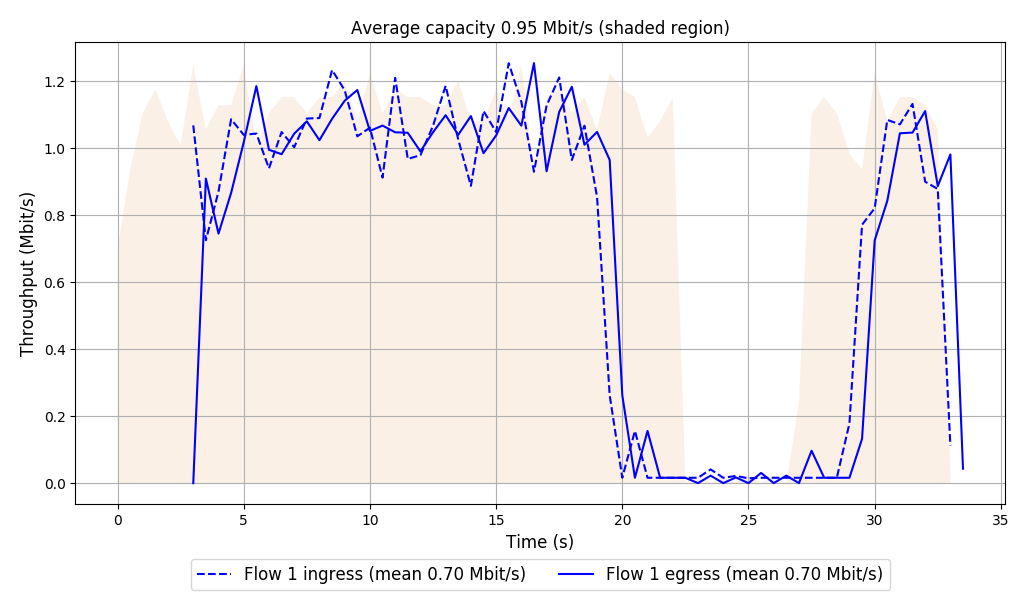 Average capacity 0.95 Mbit/s (shaded region)
Throughput (Mbit/s)
1.2
1.0
0.8
0.6
0.4
0.2
0.0
0 5 10 15 20 25 30 35
Time (s)
Flow 1 ingress (mean 0.70 Mbit/s) Flow 1 egress (mean 0.70 Mbit/s)